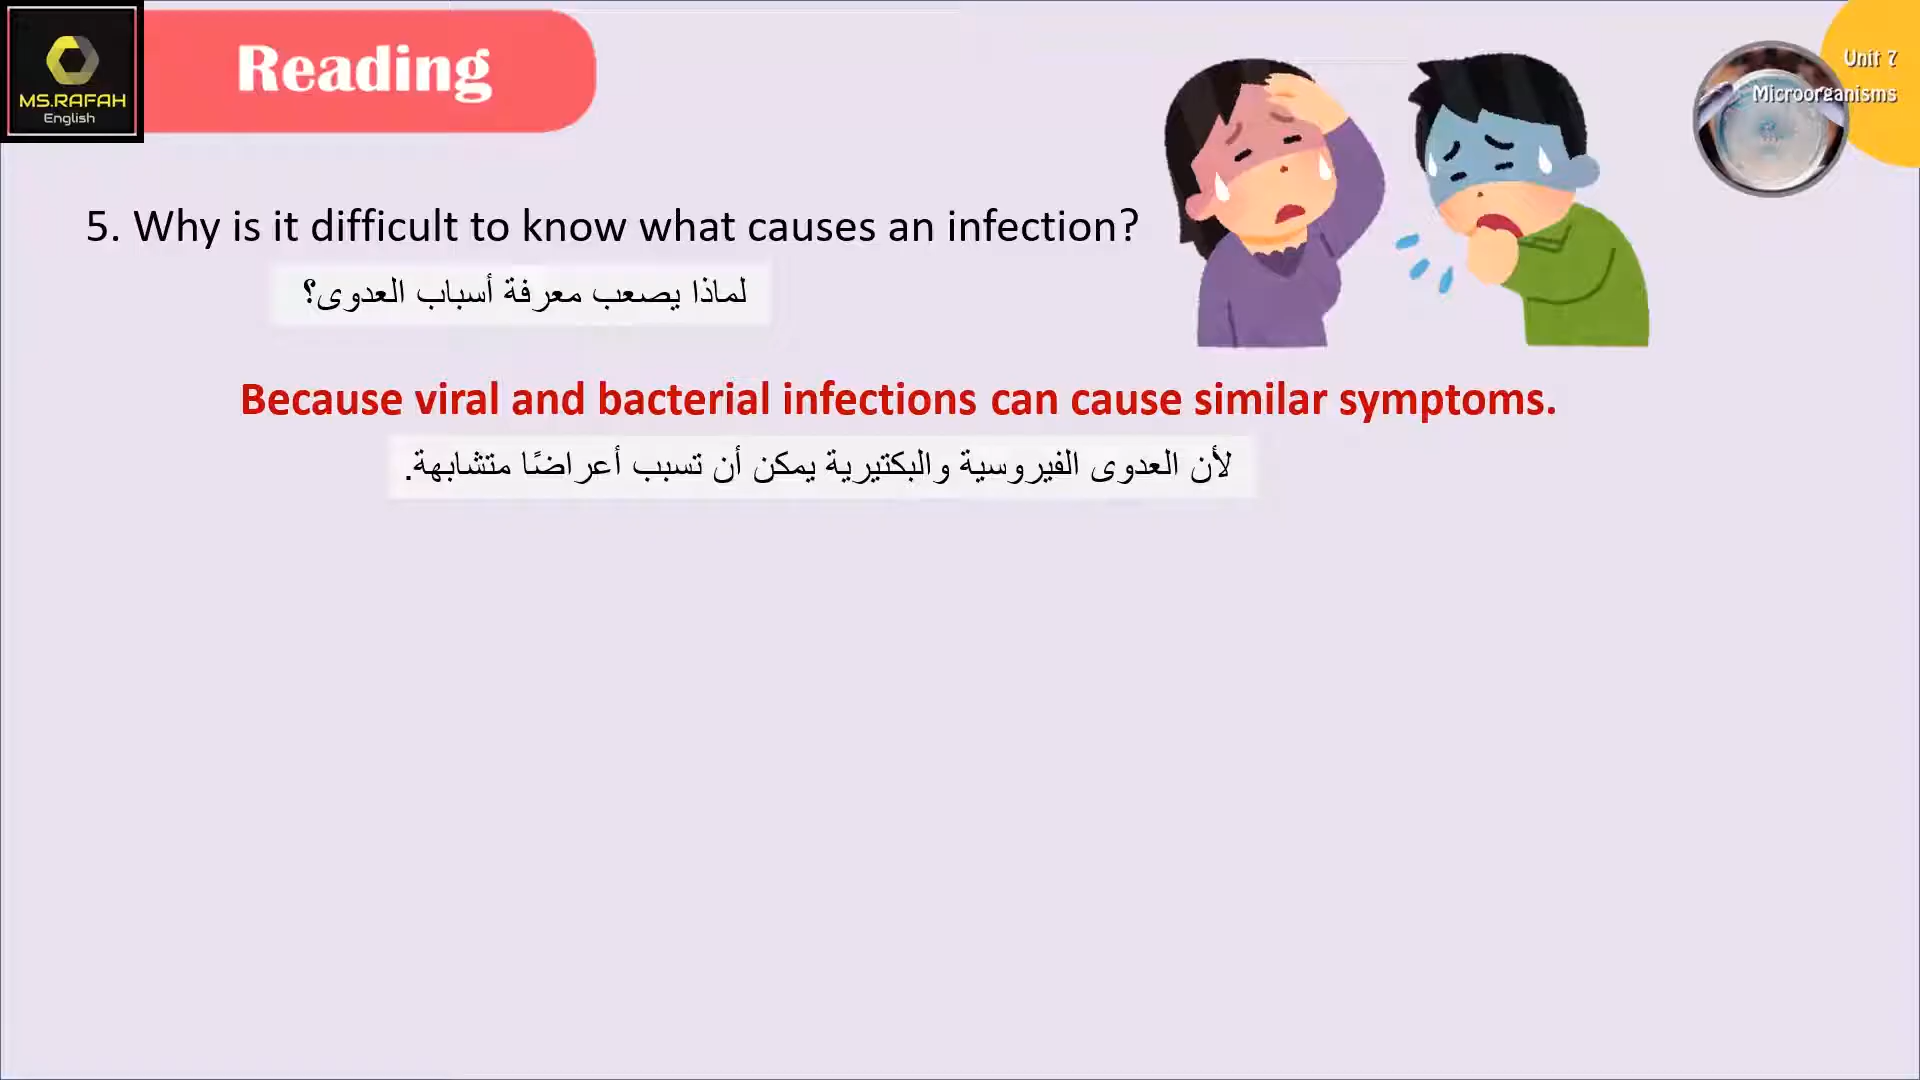 MS.RAFAH
English
Reading
Unit 7
Microorganisms
5. Why is it difficult to know what causes an infection?
لماذا يصعب معرفة أسباب العدوى؟
Because viral and bacterial infections can cause similar symptoms.
لأن العدوى الفيروسية والبكتيرية يمكن أن تسبب أعراضًا متشابهة.